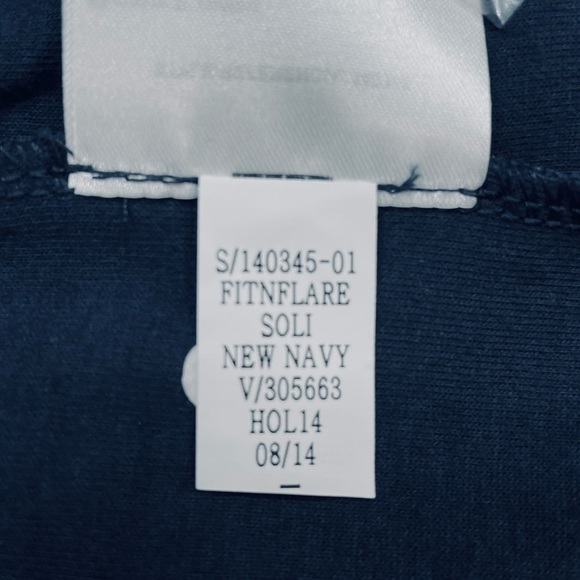 S/140345-01
FITNFLARE
SOLI
NEW NAVY
V/305663
HOL14
08/14